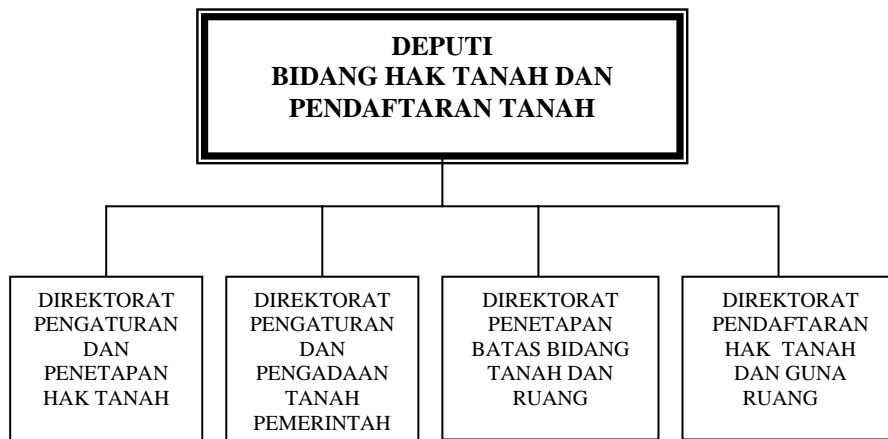 DEPUTI
BIDANG HAK TANAH DAN
PENDAFTARAN TANAH
DIREKTORAT
PENGATURAN
DAN
PENETAPAN
HAK TANAH
DIREKTORAT
PENGATURAN
DAN
PENGADAAN
TANAH
PEMERINTAH
DIREKTORAT
PENETAPAN
BATAS BIDANG
TANAH DAN
RUANG
DIREKTORAT
PENDAFTARAN
HAK TANAH
DAN GUNA
RUANG